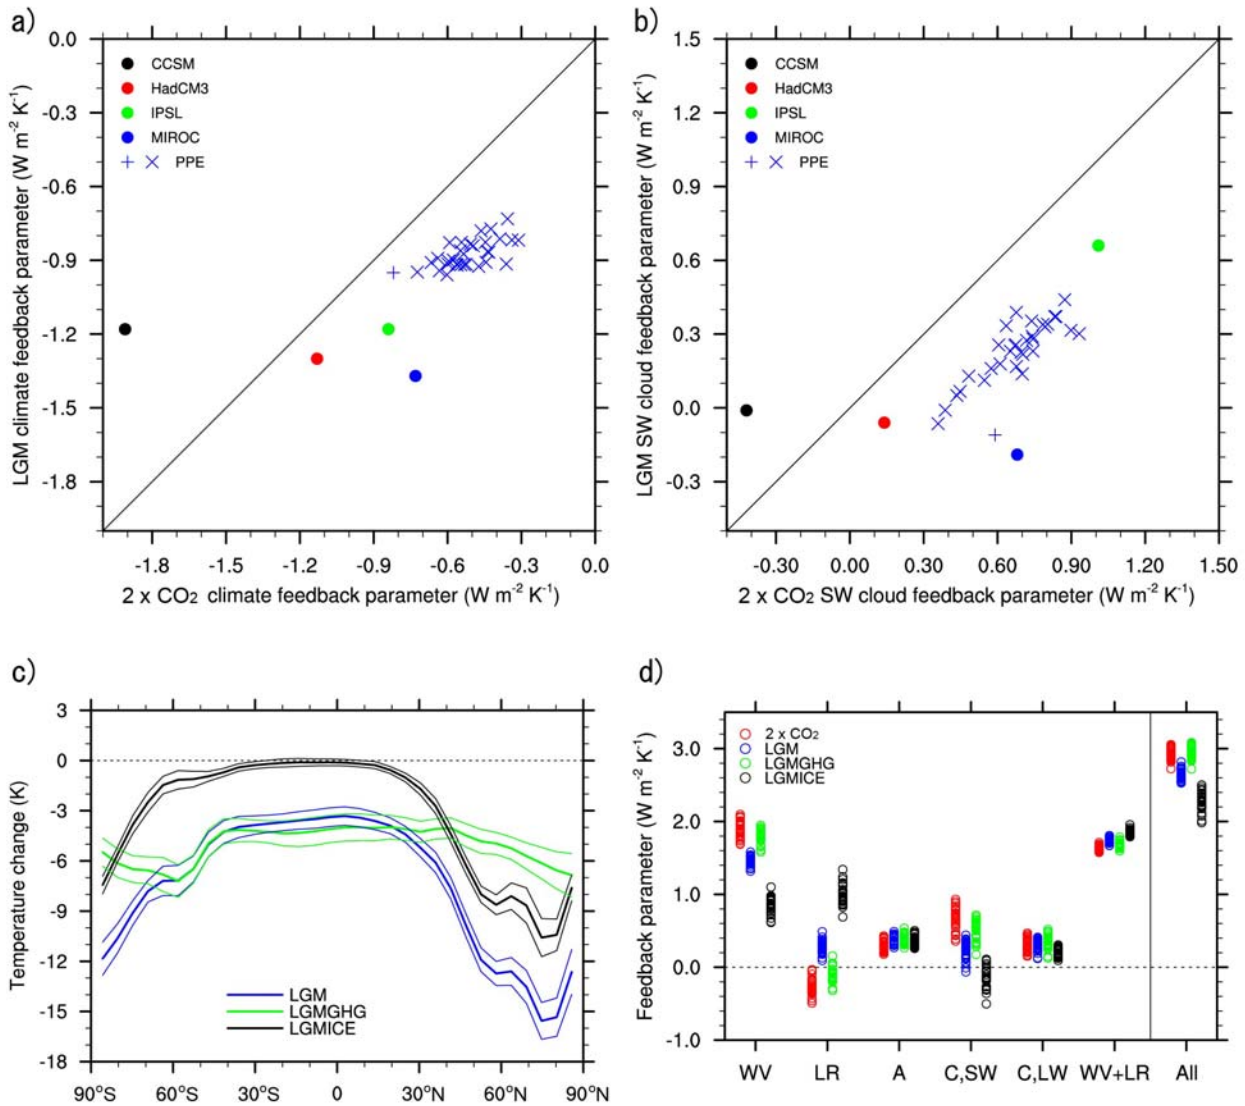 a)
0.0
-0.3
-0.6
-0.9
-1.2
-1.5
-1.8
LGM climate feedback parameter (W m-2 K-1)
CCSM
HadCM3
IPSL
MIROC
PPE
-1.8 -1.5 -1.2 -0.9 -0.6 -0.3 0.0
2 x CO2 climate feedback parameter (W m-2 K-1)
b)
1.5
1.2
0.9
0.6
0.3
0.0
-0.3
LGM SW cloud feedback parameter (W m-2 K-1)
CCSM
HadCM3
IPSL
MIROC
PPE
-0.30 0.00 0.30 0.60 0.90 1.20 1.50
2 x CO2 SW cloud feedback parameter (W m-2 K-1)
c)
3
0
-3
-6
-9
-12
-15
-18
Temperature change (K)
LGM
LGMGHG
LGMICE
90°S 60°S 30°S 0 30°N 60°N 90°N
d)
3.0
2.0
1.0
0.0
-1.0
Feedback parameter (W m-2 K-1)
2 x CO2
LGM
LGMGHG
LGMICE
WV LR A C,SW C,LW WV+LR All